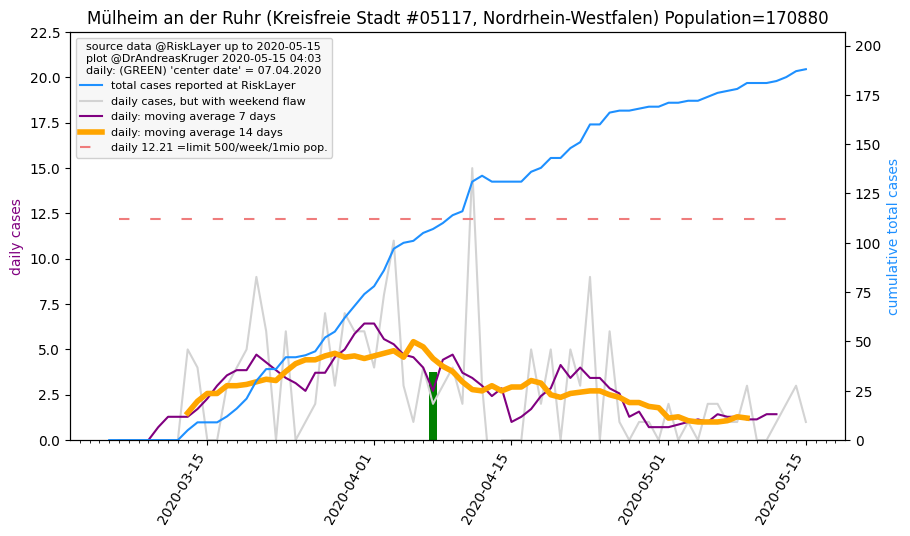 Mülheim an der Ruhr (Kreisfreie Stadt #05117, Nordrhein-Westfalen) Population=170880
source data @RiskLayer up to 2020-05-15
plot @DrAndreasKruger 2020-05-15 04:03
daily: (GREEN) 'center date' = 07.04.2020
total cases reported at RiskLayer
daily cases, but with weekend flaw
daily: moving average 7 days
daily: moving average 14 days
daily 12.21 =limit 500/week/1mio pop.
daily cases
22.5
20.0
17.5
15.0
12.5
10.0
7.5
5.0
2.5
0.0
cumulative total cases
200
175
150
125
100
75
50
25
0
2020-03-15
2020-04-01
2020-04-15
2020-05-01
2020-05-15